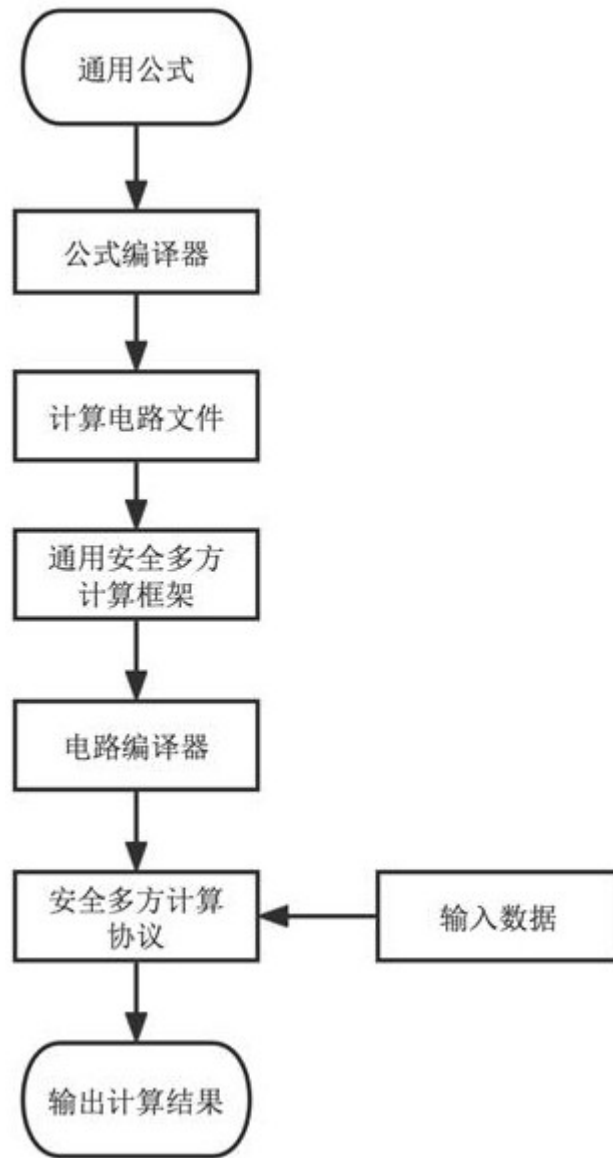 通用公式
公式编译器
计算电路文件
通用安全多方
计算框架
电路编译器
安全多方计算
协议
输入数据
输出计算结果